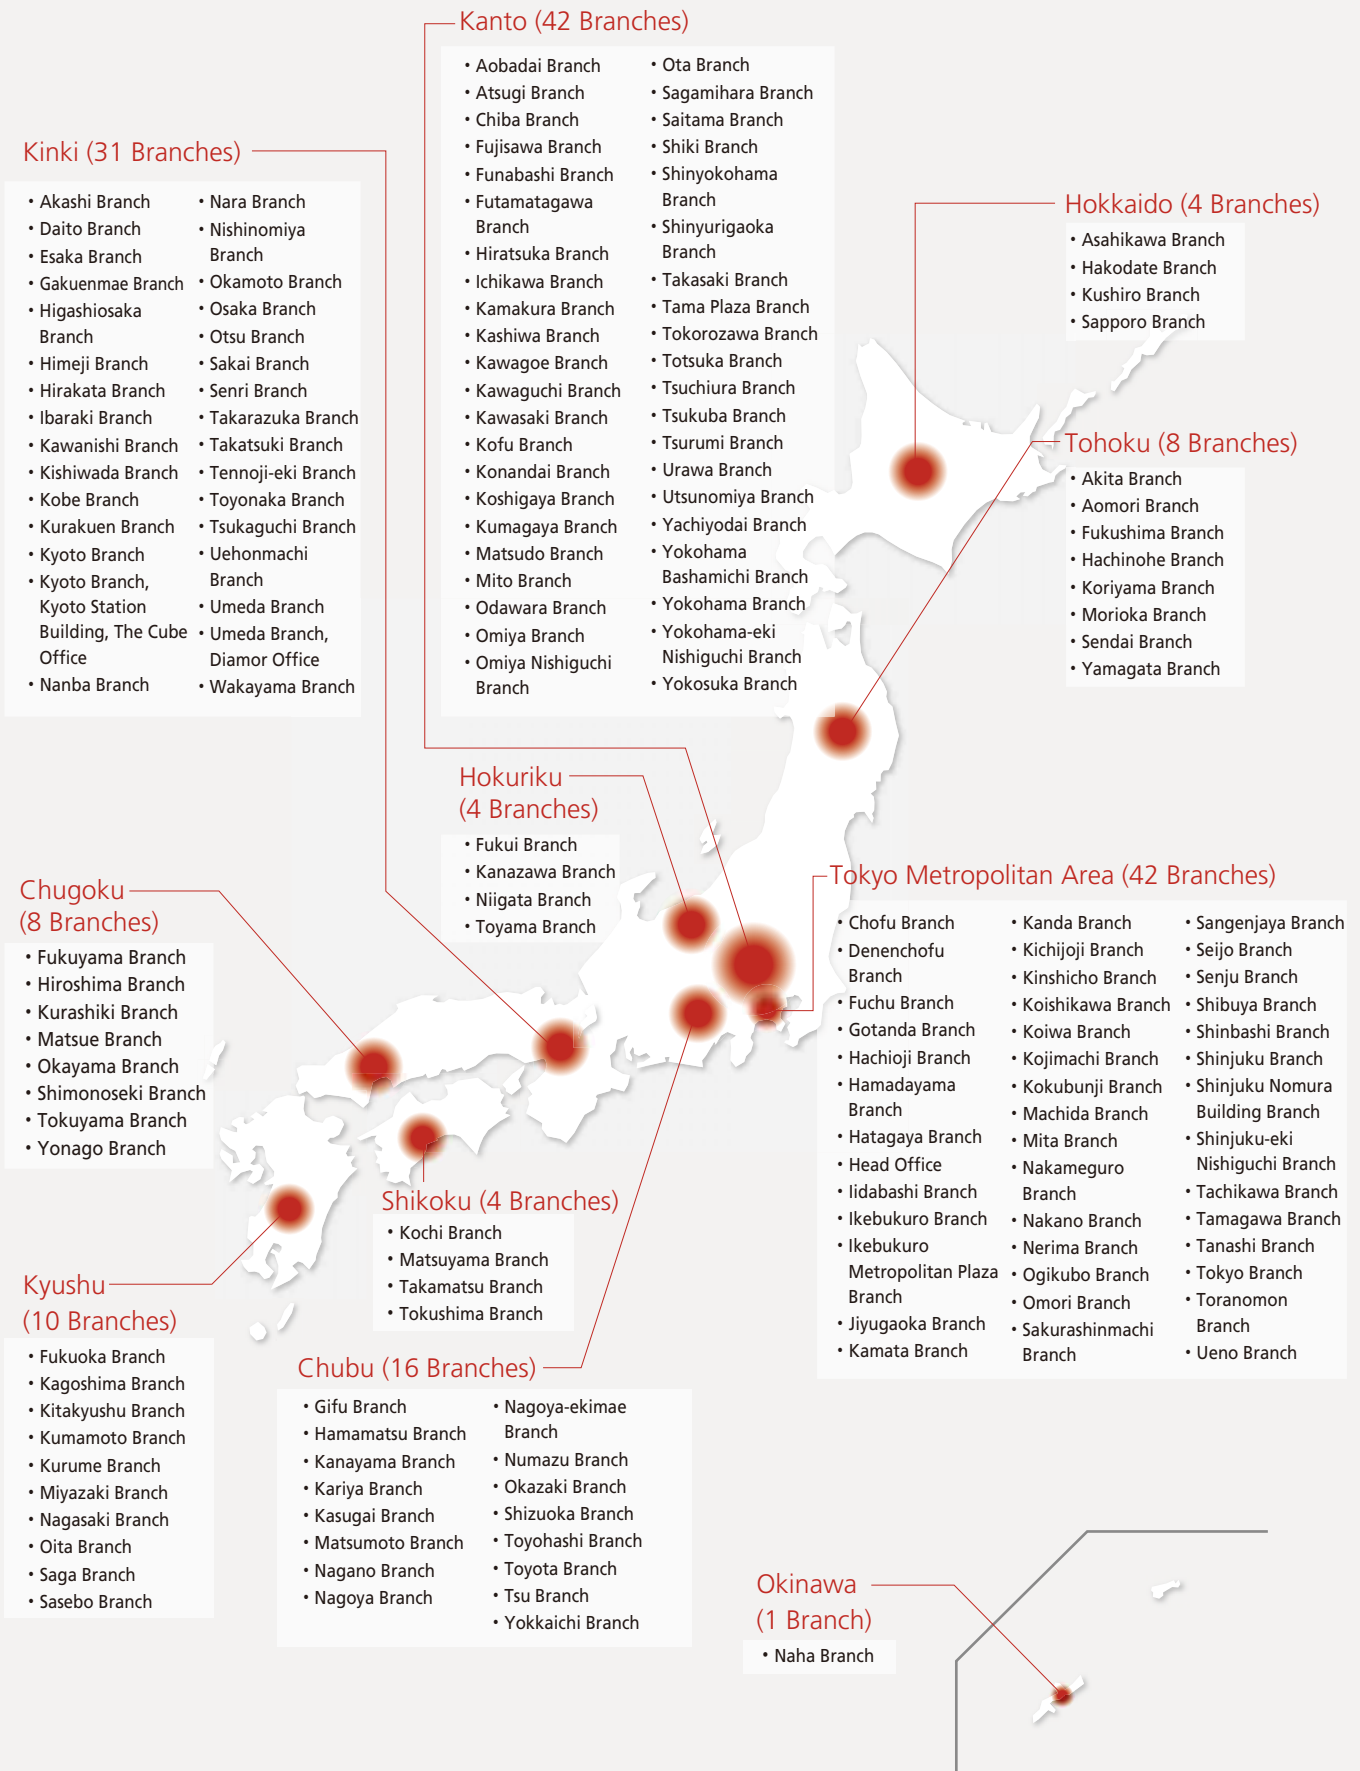 Kanto (42 Branches)
• Aobadai Branch
• Atsugi Branch
• Chiba Branch
• Fujisawa Branch
• Funabashi Branch
• Futamatagawa
Branch
• Hiratsuka Branch
• Ichikawa Branch
• Kamakura Branch
• Kashiwa Branch
• Kawagoe Branch
• Kawaguchi Branch
• Kawasaki Branch
• Kofu Branch
• Konandai Branch
• Koshigaya Branch
• Kumagaya Branch
• Matsudo Branch
• Mito Branch
• Odawara Branch
• Omiya Branch
• Omiya Nishiguchi
Branch
• Ota Branch
• Sagamihara Branch
• Saitama Branch
• Shiki Branch
• Shinyokohama
Branch
• Shinyurigaoka
Branch
• Takasaki Branch
• Tama Plaza Branch
• Tokorozawa Branch
• Totsuka Branch
• Tsuchiura Branch
• Tsukuba Branch
• Tsurumi Branch
• Urawa Branch
• Utsunomiya Branch
• Yachiyodai Branch
• Yokohama
Bashamichi Branch
• Yokohama Branch
• Yokohama-eki
Nishiguchi Branch
• Yokosuka Branch
Kinki (31 Branches)
• Akashi Branch
• Daito Branch
• Esaka Branch
• Gakuenmae Branch
• Higashiosaka
Branch
• Himeji Branch
• Hirakata Branch
• Ibaraki Branch
• Kawanishi Branch
• Kishiwada Branch
• Kobe Branch
• Kurakuen Branch
• Kyoto Branch
• Kyoto Branch,
Kyoto Station
Building, The Cube
Office
• Nanba Branch
• Nara Branch
• Nishinomiya
Branch
• Okamoto Branch
• Osaka Branch
• Otsu Branch
• Sakai Branch
• Senri Branch
• Takarazuka Branch
• Takatsuki Branch
• Tennoji-eki Branch
• Toyonaka Branch
• Tsukaguchi Branch
• Uehonmachi
Branch
• Umeda Branch
• Umeda Branch,
Diamor Office
• Wakayama Branch
Hokkaido (4 Branches)
• Asahikawa Branch
• Hakodate Branch
• Kushiro Branch
• Sapporo Branch
Tohoku (8 Branches)
• Akita Branch
• Aomori Branch
• Fukushima Branch
• Hachinohe Branch
• Koriyama Branch
• Morioka Branch
• Sendai Branch
• Yamagata Branch
Hokuriku
(4 Branches)
• Fukui Branch
• Kanazawa Branch
• Niigata Branch
• Toyama Branch
Tokyo Metropolitan Area (42 Branches)
• Chofu Branch
• Denenchofu
Branch
• Fuchu Branch
• Gotanda Branch
• Hachioji Branch
• Hamadayama
Branch
• Hatagaya Branch
• Head Office
• Iidabashi Branch
• Ikebukuro Branch
• Ikebukuro
Metropolitan Plaza
Branch
• Jiyugaoka Branch
• Kamata Branch
• Kanda Branch
• Kichijoji Branch
• Kinshicho Branch
• Koishikawa Branch
• Koiwa Branch
• Kojimachi Branch
• Kokubunji Branch
• Machida Branch
• Mita Branch
• Nakameguro
Branch
• Nakano Branch
• Nerima Branch
• Ogikubo Branch
• Omori Branch
• Sakurashinmachi
Branch
• Sangenjaya Branch
• Seijo Branch
• Senju Branch
• Shibuya Branch
• Shinbashi Branch
• Shinjuku Branch
• Shinjuku Nomura
Building Branch
• Shinjuku-eki
Nishiguchi Branch
• Tachikawa Branch
• Tamagawa Branch
• Tanashi Branch
• Tokyo Branch
• Toranomon
Branch
• Ueno Branch
Chugoku
(8 Branches)
• Fukuyama Branch
• Hiroshima Branch
• Kurashiki Branch
• Matsue Branch
• Okayama Branch
• Shimonoseki Branch
• Tokuyama Branch
• Yonago Branch
Shikoku (4 Branches)
• Kochi Branch
• Matsuyama Branch
• Takamatsu Branch
• Tokushima Branch
Kyushu
(10 Branches)
• Fukuoka Branch
• Kagoshima Branch
• Kitakyushu Branch
• Kumamoto Branch
• Kurume Branch
• Miyazaki Branch
• Nagasaki Branch
• Oita Branch
• Saga Branch
• Sasebo Branch
Chubu (16 Branches)
• Gifu Branch
• Hamamatsu Branch
• Kanayama Branch
• Kariya Branch
• Kasugai Branch
• Matsumoto Branch
• Nagano Branch
• Nagoya Branch
• Nagoya-ekimae
Branch
• Numazu Branch
• Okazaki Branch
• Shizuoka Branch
• Toyohashi Branch
• Toyota Branch
• Tsu Branch
• Yokkaichi Branch
Okinawa
(1 Branch)
• Naha Branch